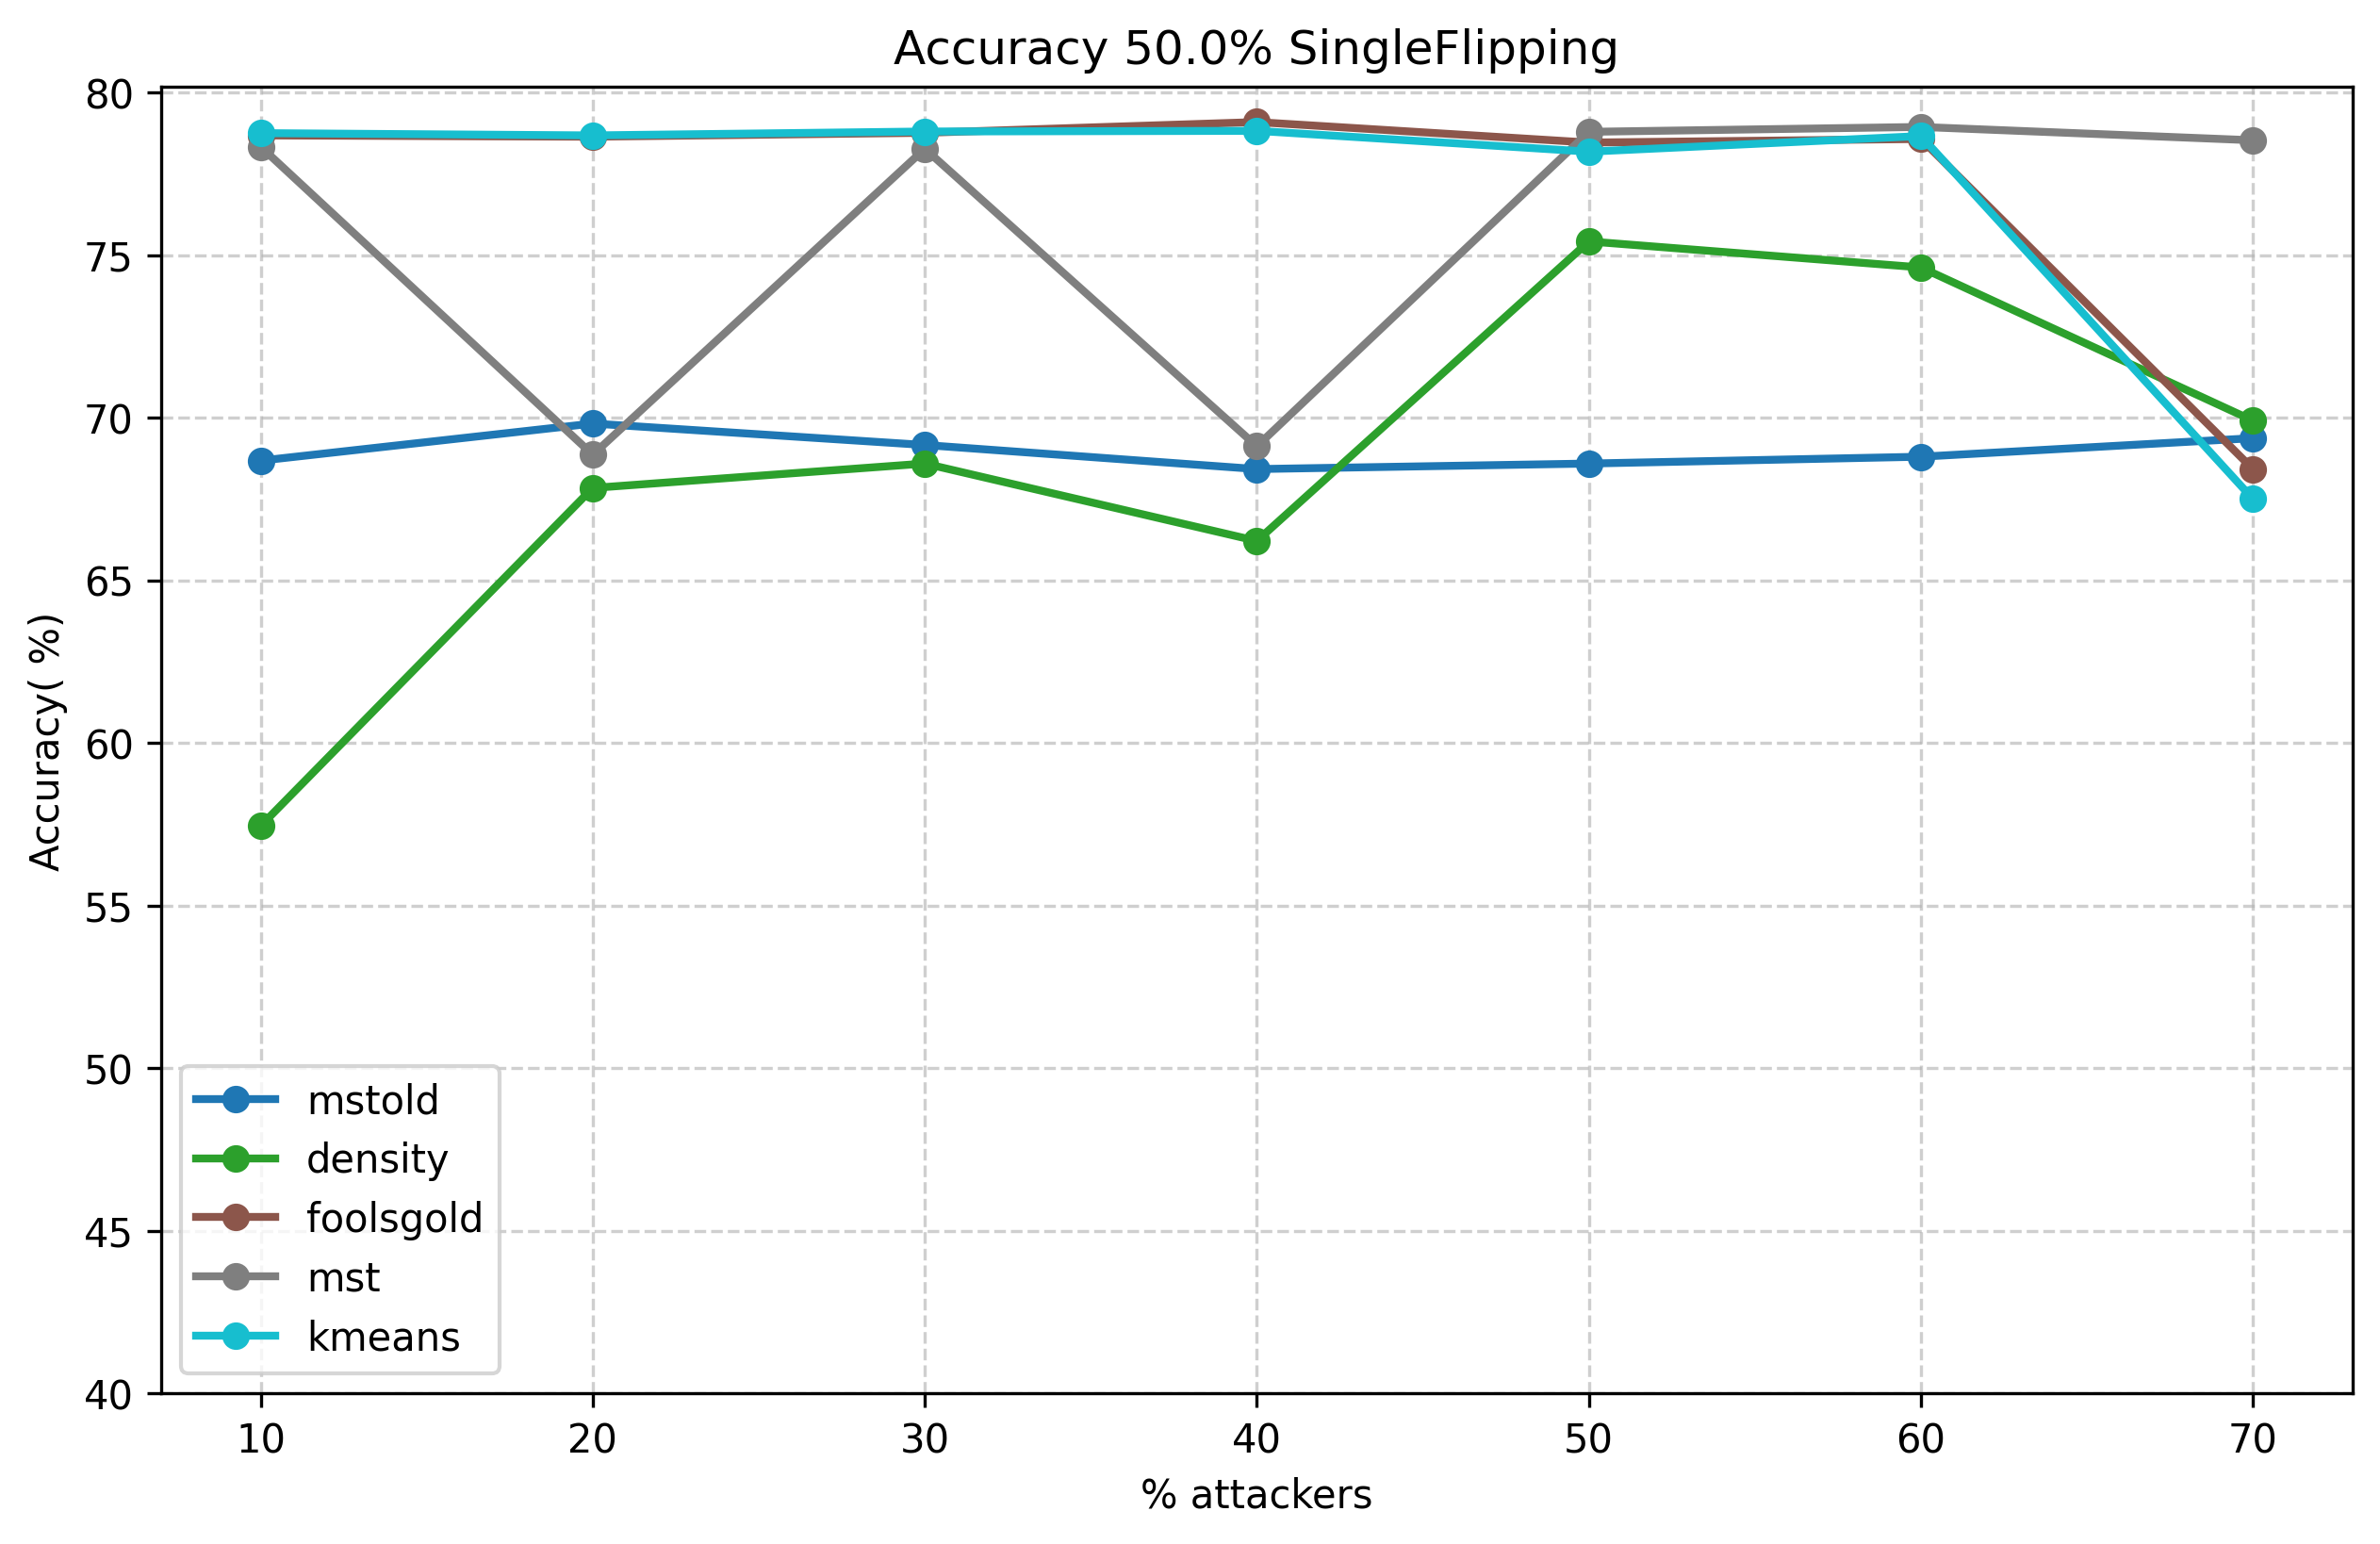 Accuracy 50.0% SingleFlipping
Accuracy( %)
80
75
70
65
60
55
50
45
40
mstold
density
foolsgold
mst
kmeans
10 20 30 40 50 60 70
% attackers